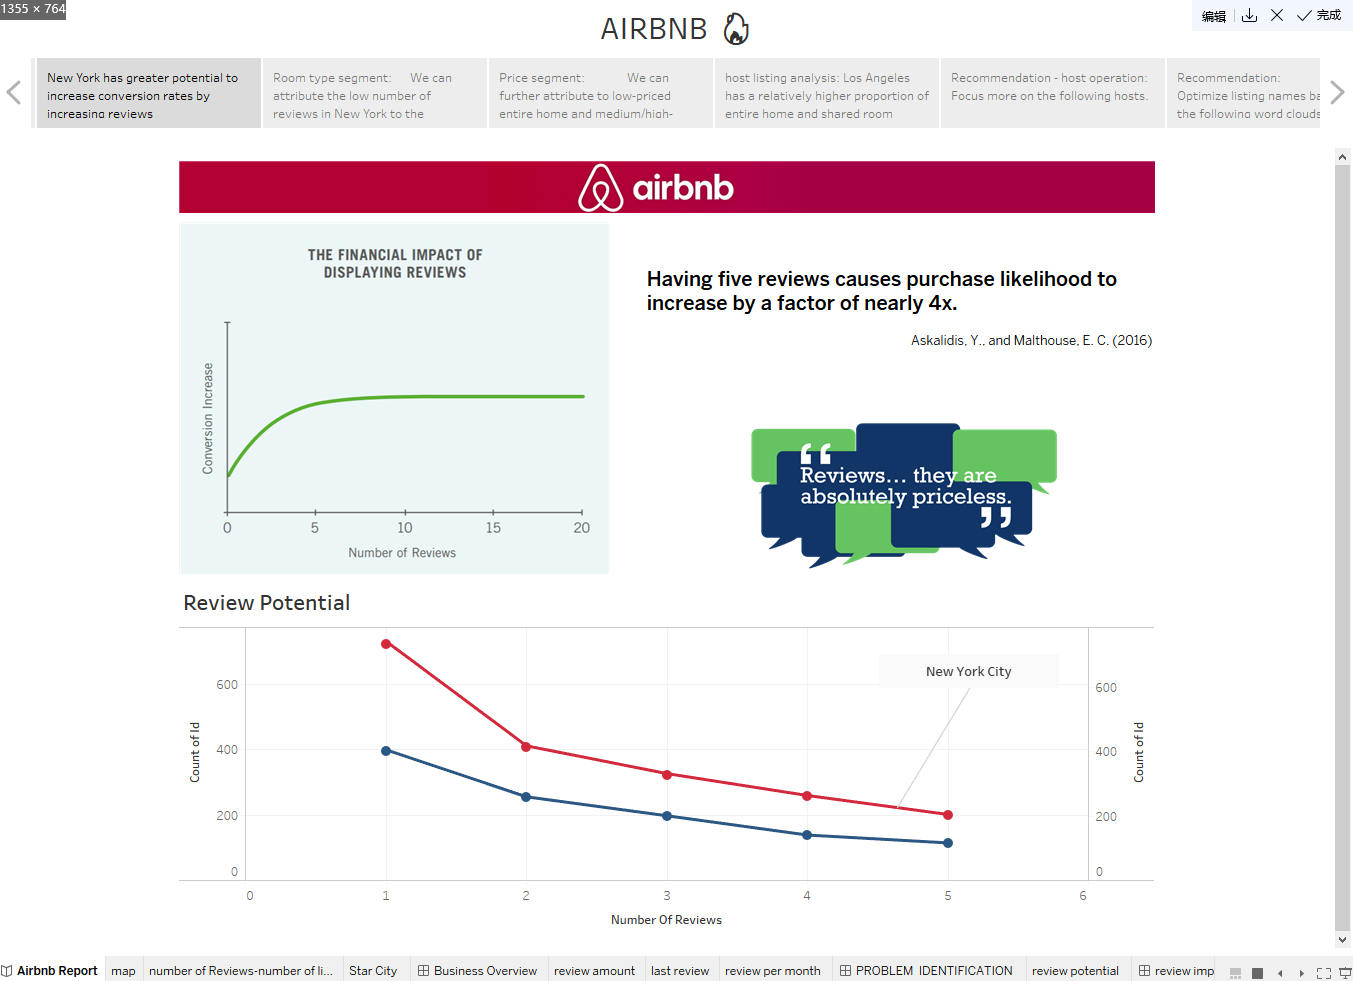 1355 × 764
编辑
完成
AIRBNB
New York has greater potential to
increase conversion rates by
increasing reviews
Room type segment: We can
attribute the low number of
reviews in New York to the
Price segment: We can
further attribute to low-priced
entire home and medium/high-
host listing analysis: Los Angeles
has a relatively higher proportion of
entire home and shared room
Recommendation - host operation:
Focus more on the following hosts.
Recommendation:
Optimize listing names ba
the following word clouds
airbnb
THE FINANCIAL IMPACT OF
DISPLAYING REVIEWS
Conversion Increase
0 5 10 15 20
Number of Reviews
Having five reviews causes purchase likelihood to
increase by a factor of nearly 4x.
Askalidis, Y., and Malthouse, E. C. (2016)
“Reviews... they are
absolutely priceless.”
Review Potential
New York City
600
400
200
0
Count of Id
600
400
200
0
Count of Id
0 1 2 3 4 5 6
Number Of Reviews
Airbnb Report
map
number of Reviews-number of li...
Star City
Business Overview
review amount
last review
review per month
PROBLEM IDENTIFICATION
review potential
review imp